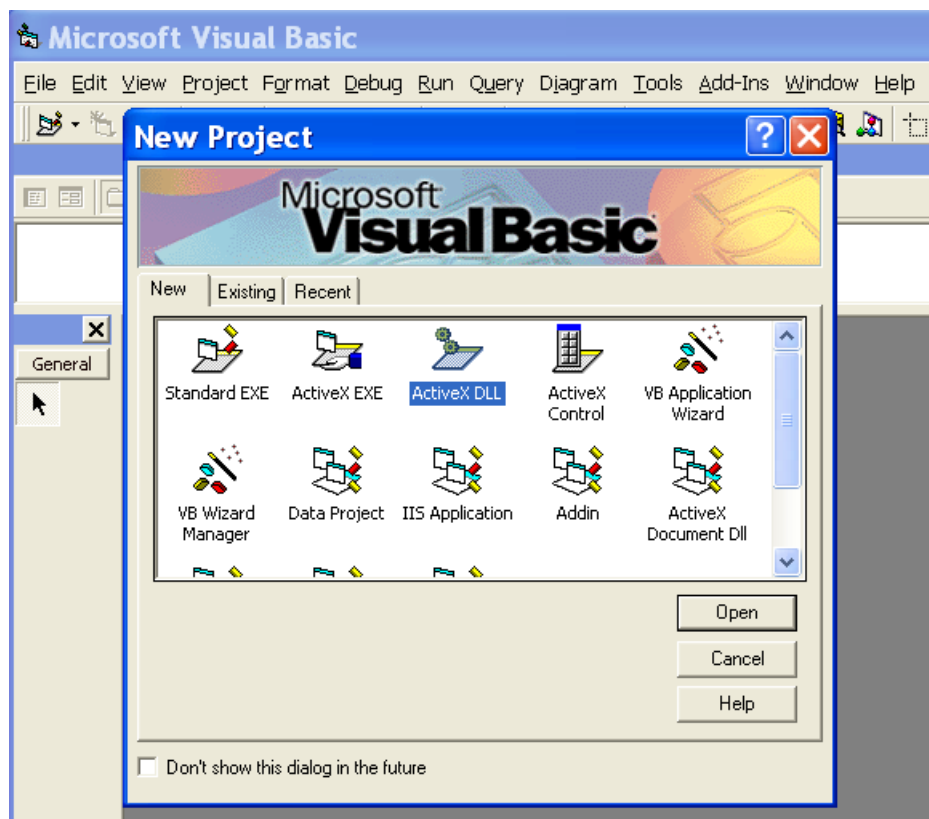 Microsoft Visual Basic
File Edit View Project Format Debug Run Query Diagram Tools Add-Ins Window Help
New Project
Microsoft
Visual Basic
New Existing Recent
General
Standard EXE ActiveX EXE ActiveX DLL ActiveX Control VB Application Wizard
VB Wizard Manager Data Project IIS Application Addin ActiveX Document Dll
Open
Cancel
Help
Don't show this dialog in the future